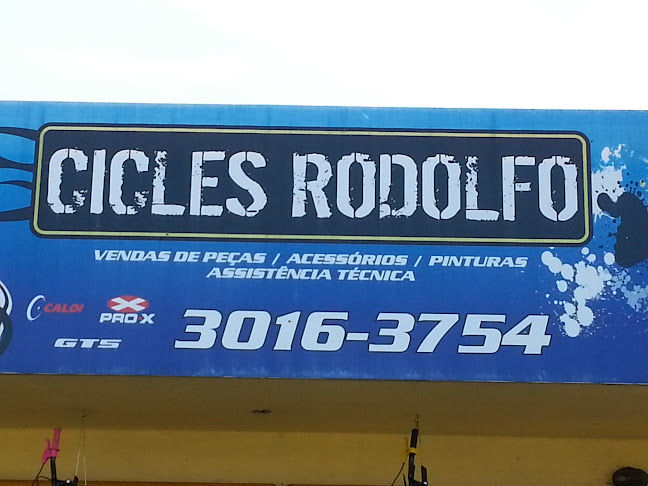 CICLES RODOLFO
VENDAS DE PEÇAS / ACESSÓRIOS / PINTURAS
ASSISTÊNCIA TÉCNICA
CALOI
PRO X
GTS
3016-3754